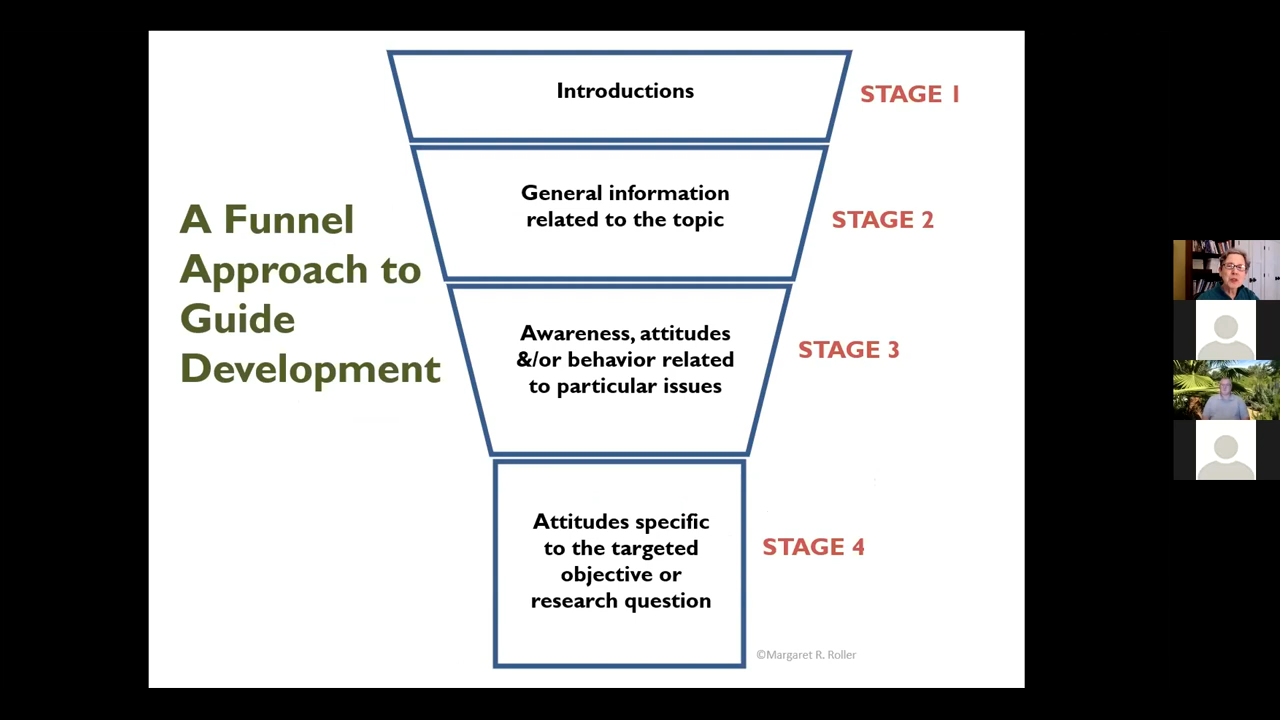 A Funnel
Approach to
Guide
Development
Introductions
STAGE 1
General information
related to the topic
STAGE 2
Awareness, attitudes
&/or behavior related
to particular issues
STAGE 3
Attitudes specific
to the targeted
objective or
research question
STAGE 4
©Margaret R. Roller